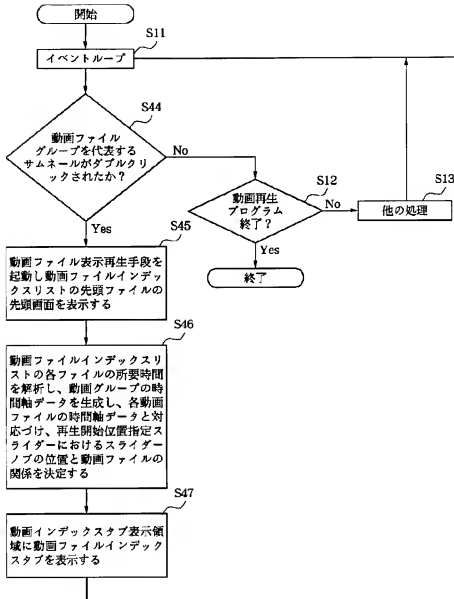 開始
S11
イベントループ
S44
動画ファイル
グループを代表する
サムネールがダブルクリ
ックされたか？
No
Yes
S12
動画再生
プログラム
終了？
No
Yes
S13
他の処理
終了
S45
動画ファイル表示再生手段を
起動し動画ファイルインデッ
クスリストの先頭ファイルの
先頭画面を表示する
S46
動画ファイルインデックスリ
ストの各ファイルの所要時間
を解析し、動画グループの時
間軸データを生成し、各動画
ファイルの時間軸データと対
応づけ、再生開始位置指定ス
ライダーにおけるスライダー
ノブの位置と動画ファイルの
関係を決定する
S47
動画インデックスタブ表示領
域に動画ファイルインデック
スタブを表示する